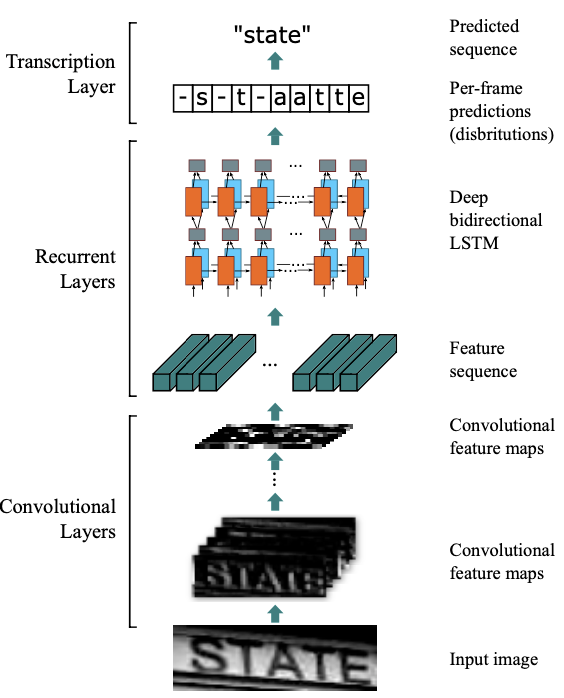 "state"
Predicted
sequence
Transcription
Layer
-s-t-aatte
Per-frame
predictions
(disbritutions)
...
Deep
bidirectional
LSTM
...
...
Recurrent
Layers
...
Feature
sequence
Convolutional
feature maps
Convolutional
Layers
STATE
Convolutional
feature maps
STATE
Input image